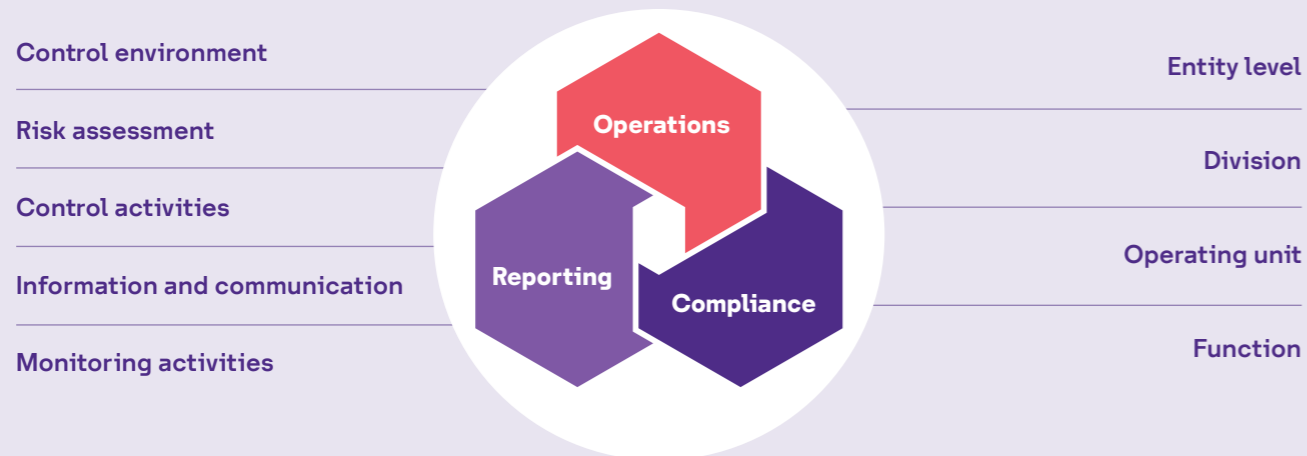 Control environment
Risk assessment
Control activities
Information and communication
Monitoring activities
Operations
Reporting
Compliance
Entity level
Division
Operating unit
Function